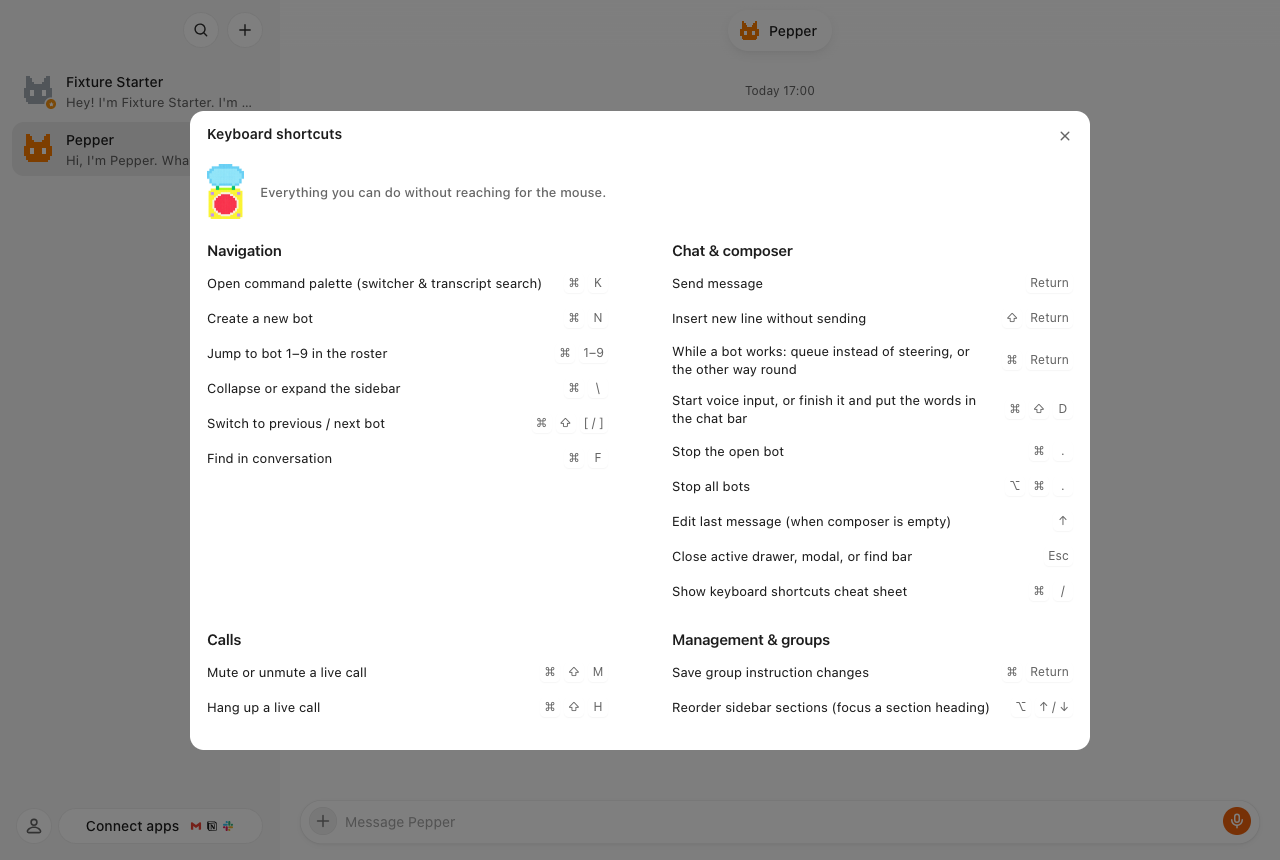 Pepper
Fixture Starter
Hey! I'm Fixture Starter. I'm ...
Today 17:00
Pepper
Hi, I'm Pepper. Wha
Keyboard shortcuts
Everything you can do without reaching for the mouse.
Navigation
Open command palette (switcher & transcript search) ⌘ K
Create a new bot ⌘ N
Jump to bot 1–9 in the roster ⌘ 1–9
Collapse or expand the sidebar ⌘ \
Switch to previous / next bot ⌘ ⇧ [ / ]
Find in conversation ⌘ F
Chat & composer
Send message Return
Insert new line without sending ⇧ Return
While a bot works: queue instead of steering, or
the other way round ⌘ Return
Start voice input, or finish it and put the words in
the chat bar ⌘ ⇧ D
Stop the open bot ⌘ .
Stop all bots ⌥ ⌘ .
Edit last message (when composer is empty) ↑
Close active drawer, modal, or find bar Esc
Show keyboard shortcuts cheat sheet ⌘ /
Calls
Mute or unmute a live call ⌘ ⇧ M
Hang up a live call ⌘ ⇧ H
Management & groups
Save group instruction changes ⌘ Return
Reorder sidebar sections (focus a section heading) ⌥ ↑ / ↓
Connect apps
Message Pepper